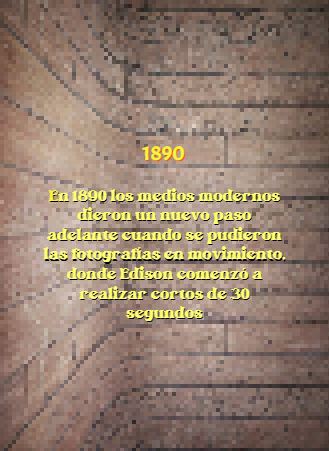 1890
En 1890 los medios modernos
dieron un nuevo paso
adelante cuando se pudieron
las fotografías en movimiento.
donde Edison comenzó a
realizar cortos de 30
segundos